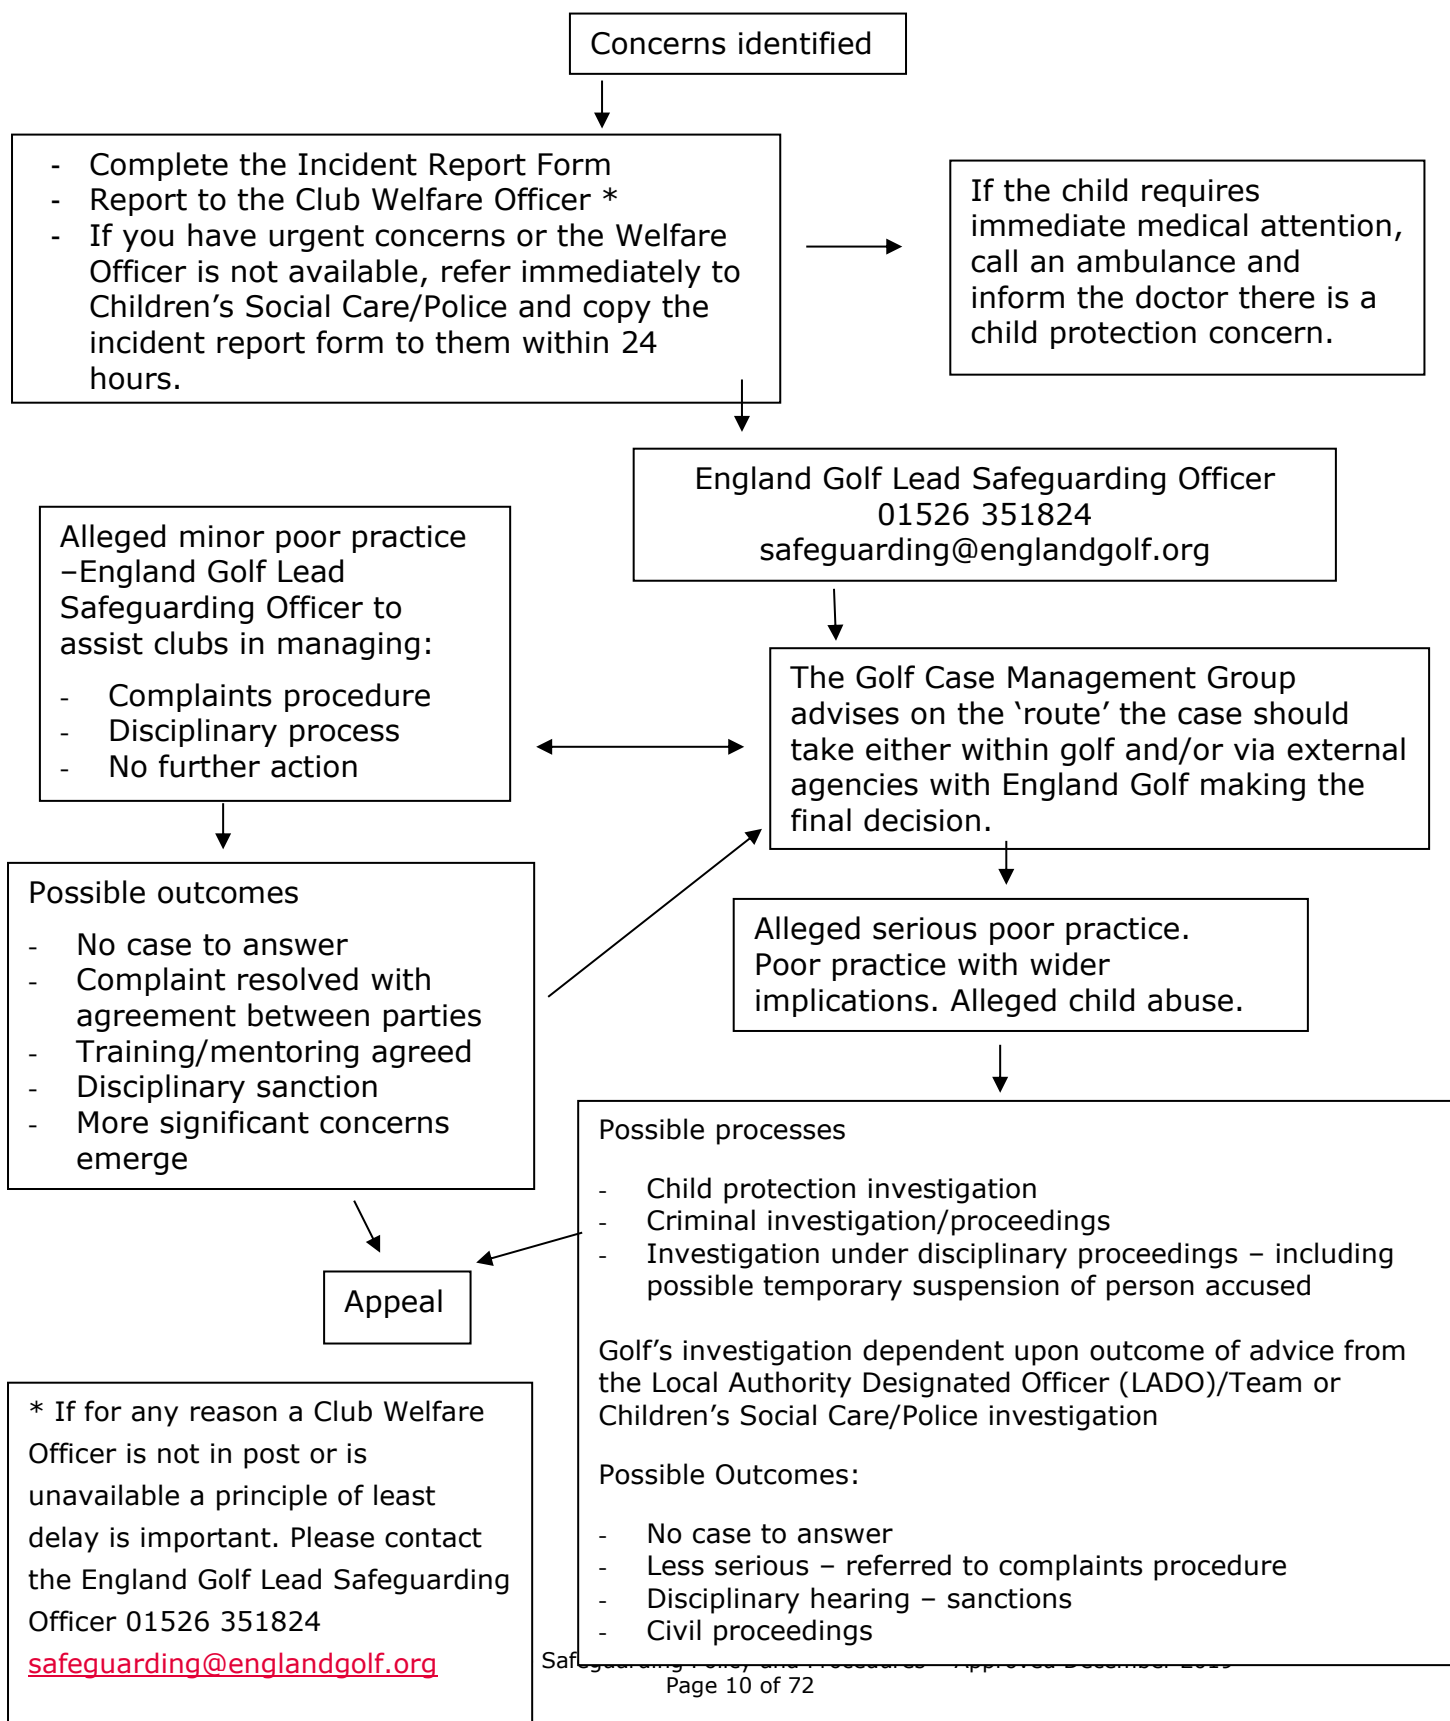 Concerns identified
- Complete the Incident Report Form
- Report to the Club Welfare Officer *
- If you have urgent concerns or the Welfare
Officer is not available, refer immediately to
Children’s Social Care/Police and copy the
incident report form to them within 24
hours.
If the child requires
immediate medical attention,
call an ambulance and
inform the doctor there is a
child protection concern.
England Golf Lead Safeguarding Officer
01526 351824
safeguarding@englandgolf.org
Alleged minor poor practice
–England Golf Lead
Safeguarding Officer to
assist clubs in managing:
- Complaints procedure
- Disciplinary process
- No further action
The Golf Case Management Group
advises on the ‘route’ the case should
take either within golf and/or via external
agencies with England Golf making the
final decision.
Possible outcomes
- No case to answer
- Complaint resolved with
agreement between parties
- Training/mentoring agreed
- Disciplinary sanction
- More significant concerns
emerge
Alleged serious poor practice.
Poor practice with wider
implications. Alleged child abuse.
Possible processes
- Child protection investigation
- Criminal investigation/proceedings
- Investigation under disciplinary proceedings – including
possible temporary suspension of person accused
Golf’s investigation dependent upon outcome of advice from
the Local Authority Designated Officer (LADO)/Team or
Children’s Social Care/Police investigation
Possible Outcomes:
- No case to answer
- Less serious – referred to complaints procedure
- Disciplinary hearing – sanctions
- Civil proceedings
Appeal
* If for any reason a Club Welfare
Officer is not in post or is
unavailable a principle of least
delay is important. Please contact
the England Golf Lead Safeguarding
Officer 01526 351824
safeguarding@englandgolf.org
Safeguarding Policy and Procedures – Approved December 2019
Page 10 of 72